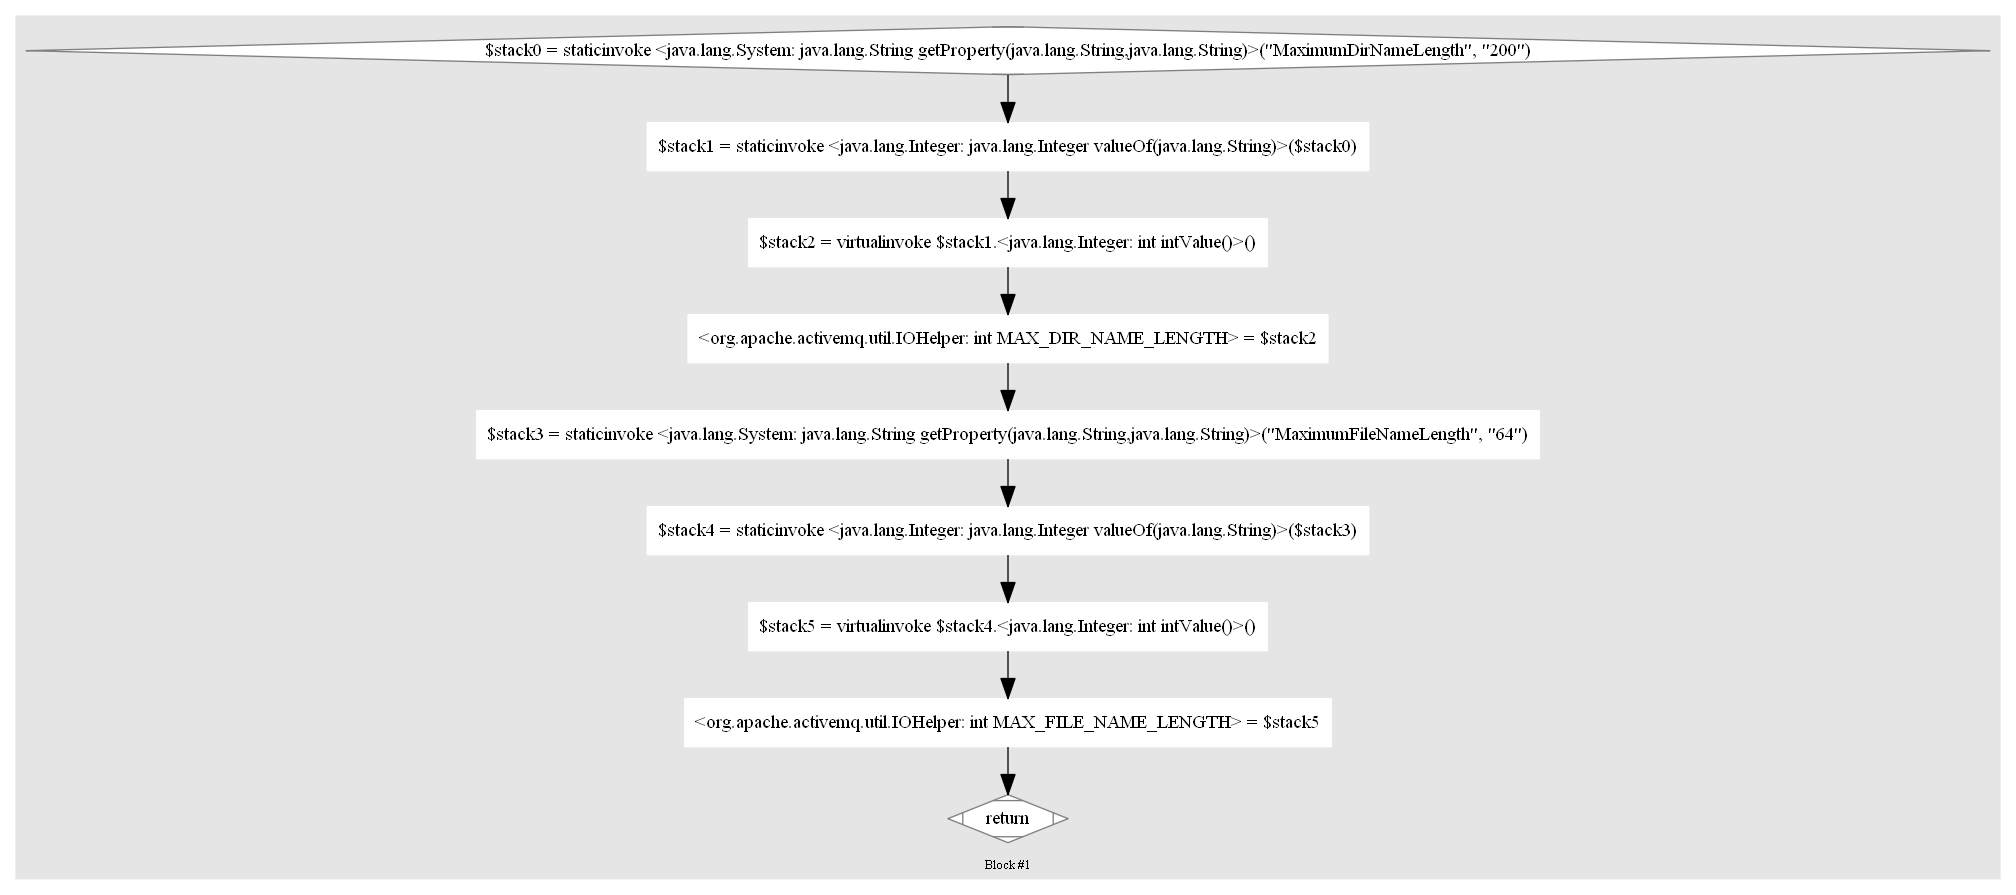 $stack0 = staticinvoke <java.lang.System: java.lang.String getProperty(java.lang.String,java.lang.String)>("MaximumDirNameLength", "200")
$stack1 = staticinvoke <java.lang.Integer: java.lang.Integer valueOf(java.lang.String)>($stack0)
$stack2 = virtualinvoke $stack1.<java.lang.Integer: int intValue()>()
<org.apache.activemq.util.IOHelper: int MAX_DIR_NAME_LENGTH> = $stack2
$stack3 = staticinvoke <java.lang.System: java.lang.String getProperty(java.lang.String,java.lang.String)>("MaximumFileNameLength", "64")
$stack4 = staticinvoke <java.lang.Integer: java.lang.Integer valueOf(java.lang.String)>($stack3)
$stack5 = virtualinvoke $stack4.<java.lang.Integer: int intValue()>()
<org.apache.activemq.util.IOHelper: int MAX_FILE_NAME_LENGTH> = $stack5
return
Block #1